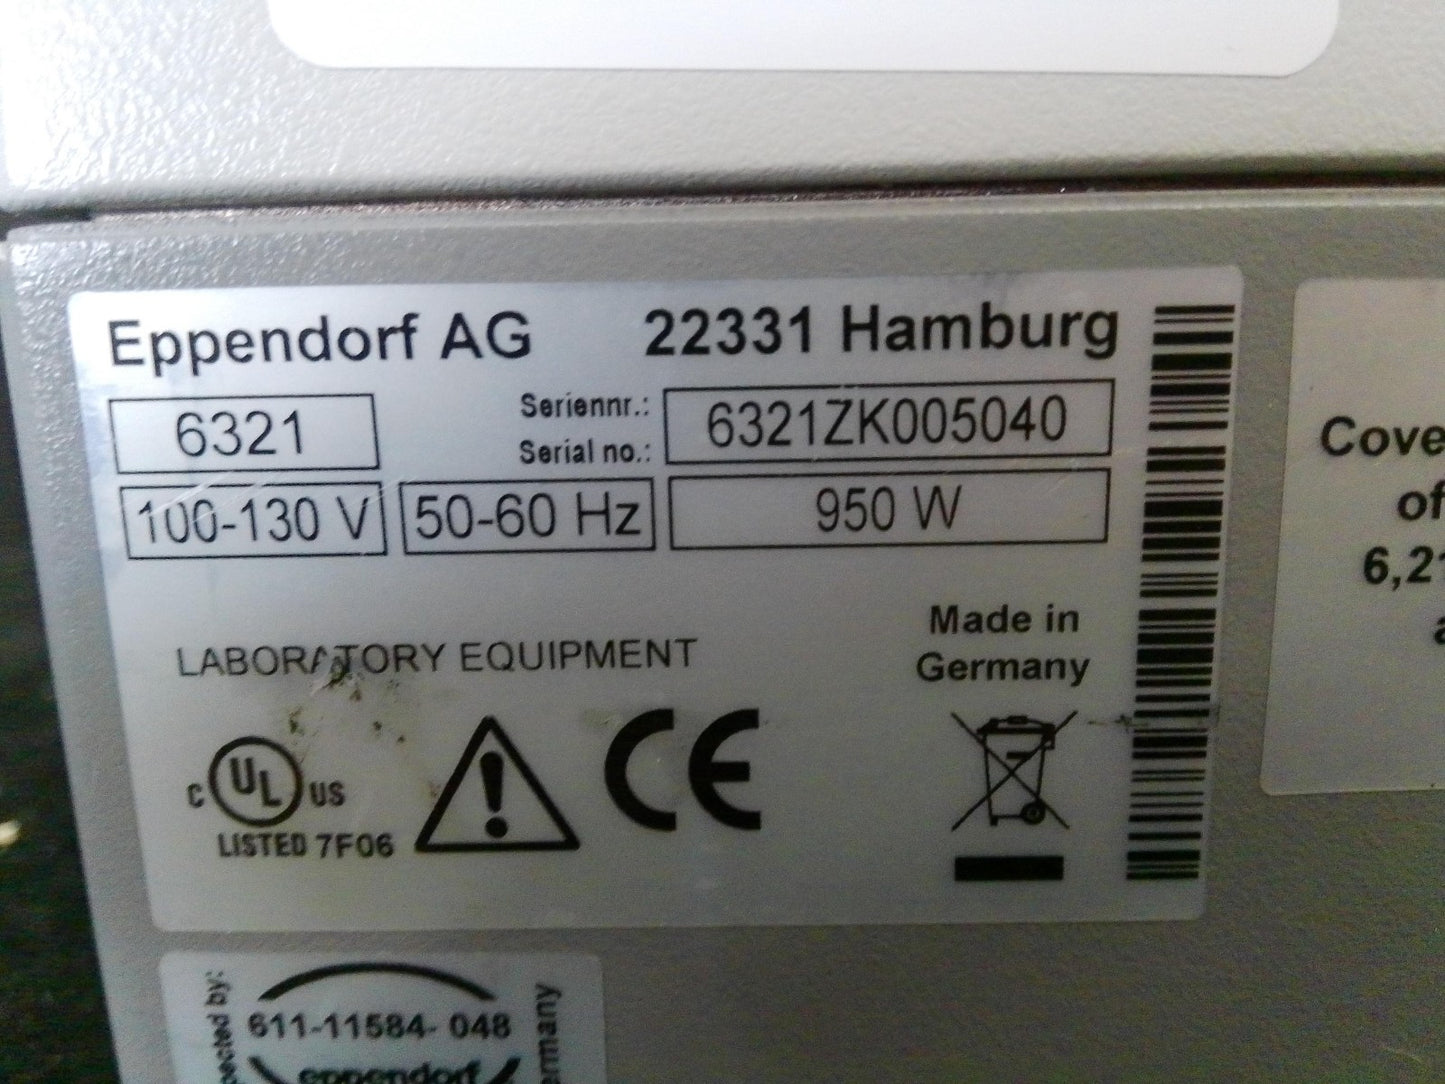 Eppendorf AG 22331 Hamburg
6321 Seriennr.: Serial no.: 6321ZK005040
100-130 V 50-60 Hz 950 W
Made in
Germany
LABORATORY EQUIPMENT
C UL US
LISTED 7F06
CE
of
611-11584-048
eppendorf
by: